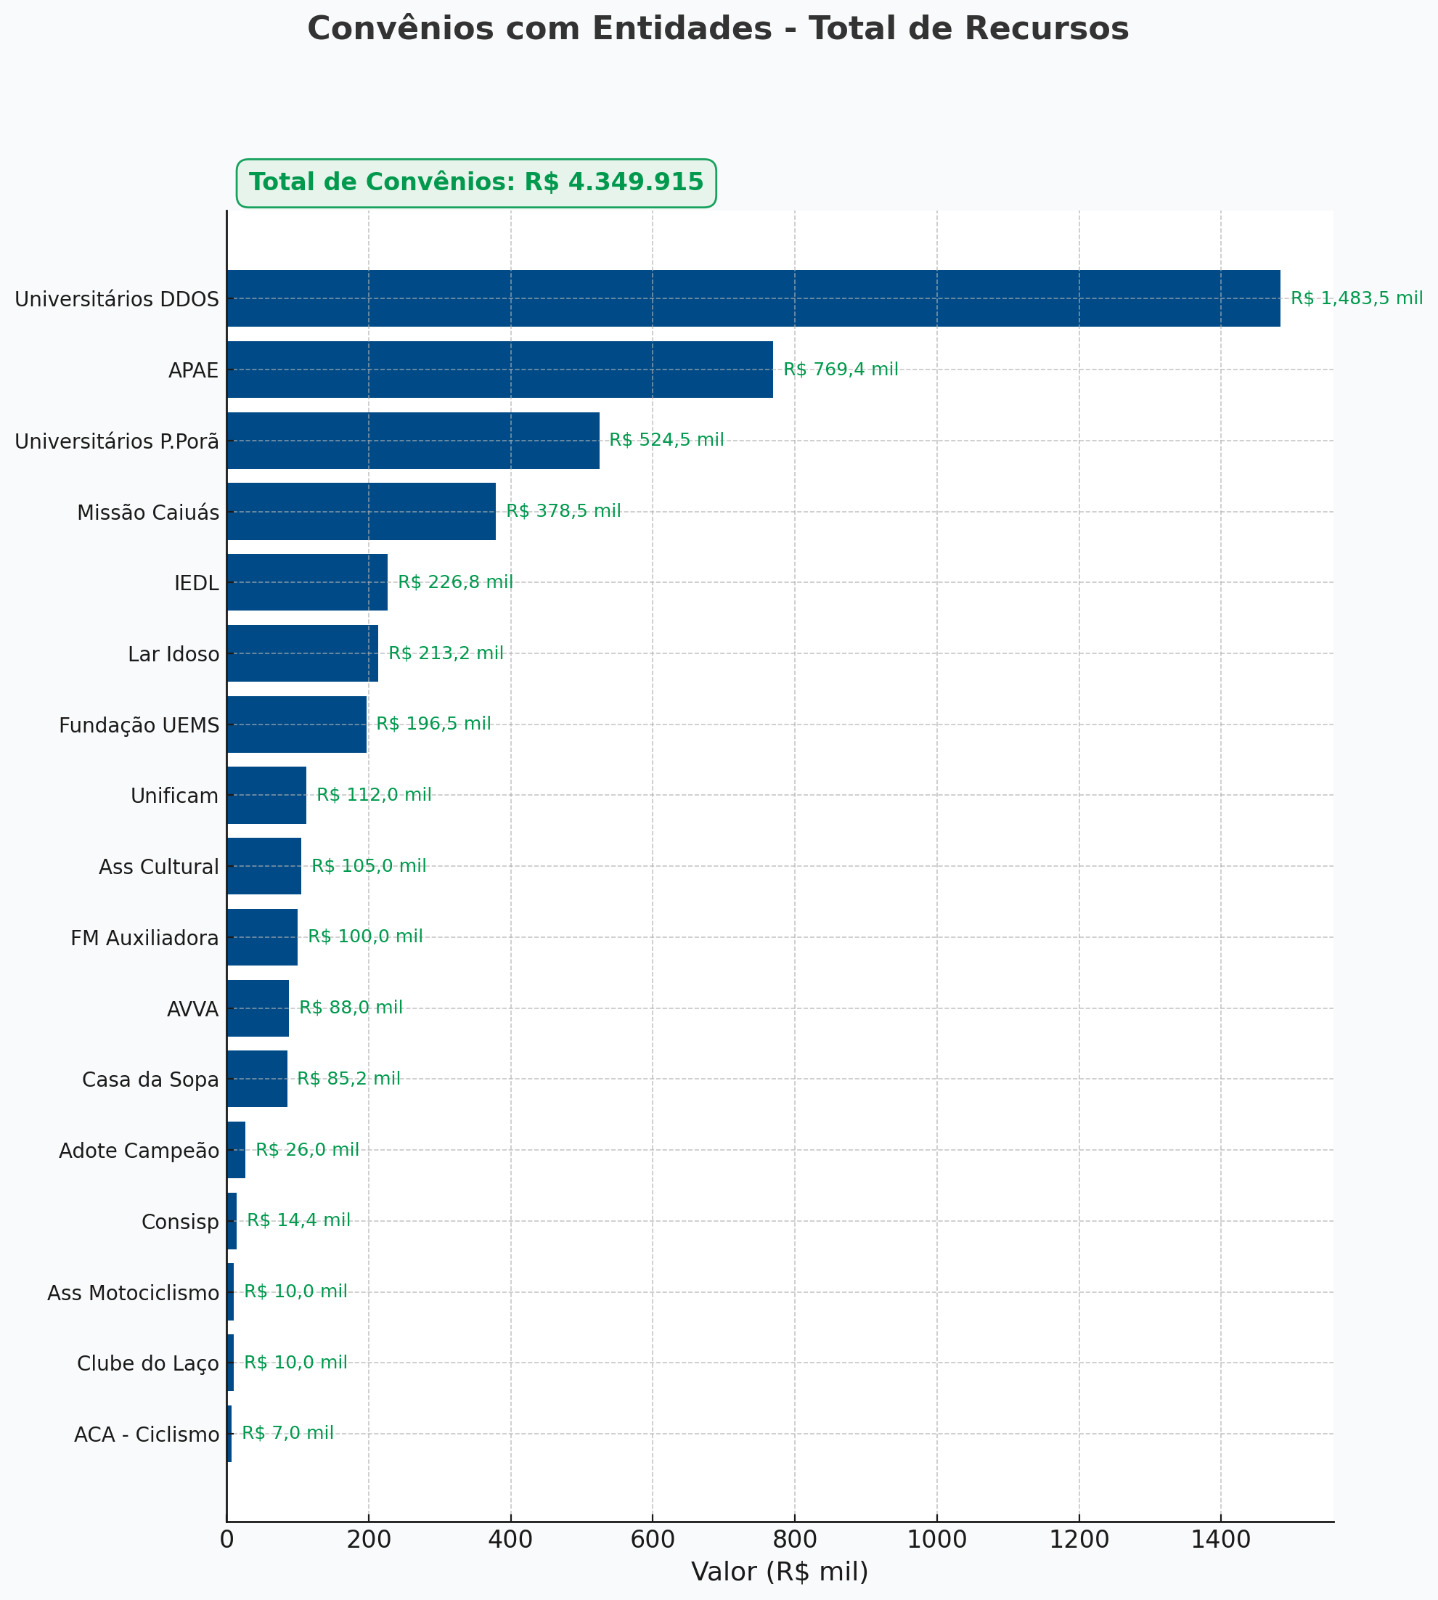 Convênios com Entidades - Total de Recursos
Total de Convênios: R$ 4.349.915
Universitários DDOS R$ 1,483,5 mil
APAE R$ 769,4 mil
Universitários P.Porã R$ 524,5 mil
Missão Caiuás R$ 378,5 mil
IEDL R$ 226,8 mil
Lar Idoso R$ 213,2 mil
Fundação UEMS R$ 196,5 mil
Unificam R$ 112,0 mil
Ass Cultural R$ 105,0 mil
FM Auxiliadora R$ 100,0 mil
AVVA R$ 88,0 mil
Casa da Sopa R$ 85,2 mil
Adote Campeão R$ 26,0 mil
Consisp R$ 14,4 mil
Ass Motociclismo R$ 10,0 mil
Clube do Laço R$ 10,0 mil
ACA - Ciclismo R$ 7,0 mil
0 200 400 600 800 1000 1200 1400
Valor (R$ mil)